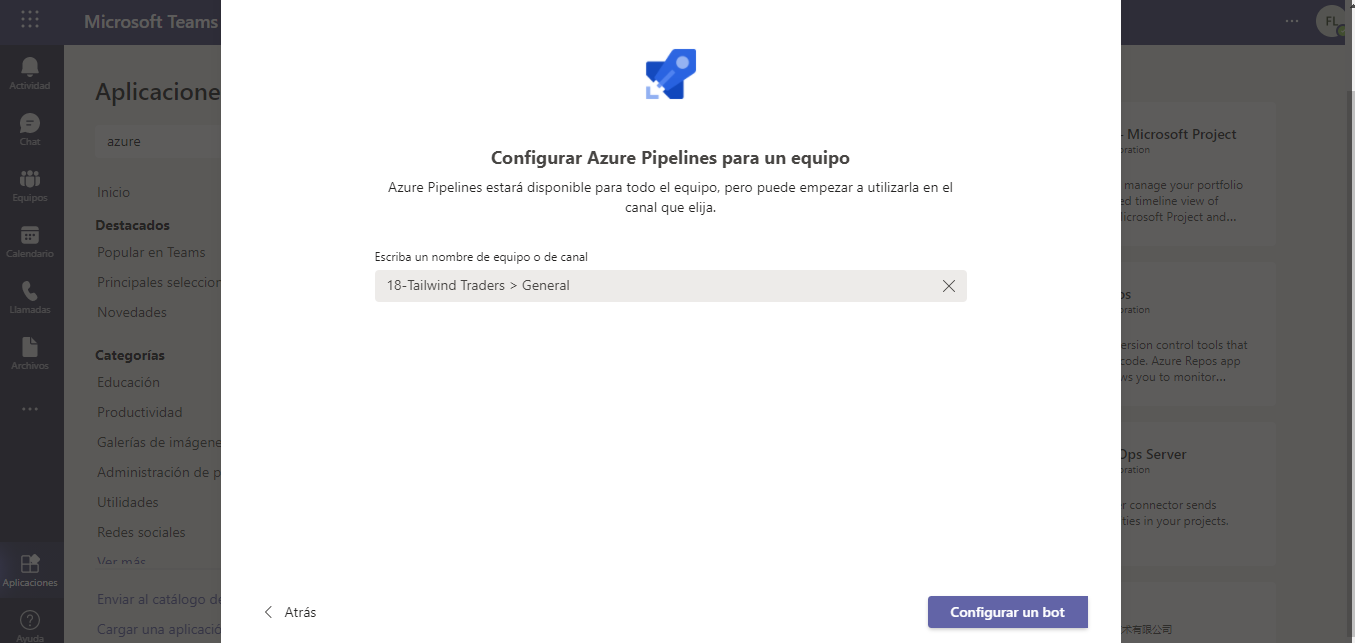 Microsoft Teams
FL
Actividad
Chat
Equipos
Calendario
Llamadas
Archivos
Aplicaciones
Ayuda
Aplicacione
azure
Inicio
Destacados
Popular en Teams
Principales seleccion
Novedades
Categorías
Educación
Productividad
Galerías de imágene
Administración de p
Utilidades
Redes sociales
Ver más
Enviar al catálogo de
Cargar una aplicació
Configurar Azure Pipelines para un equipo
Azure Pipelines estará disponible para todo el equipo, pero puede empezar a utilizarla en el
canal que elija.
Escriba un nombre de equipo o de canal
18-Tailwind Traders > General
Atrás
Configurar un bot
- Microsoft Project
oration
manage your portfolio
ed timeline view of
Microsoft Project and...
os
oration
ersion control tools that
code. Azure Repos app
ws you to monitor...
Ops Server
oration
r connector sends
ties in your projects.
术有限公司